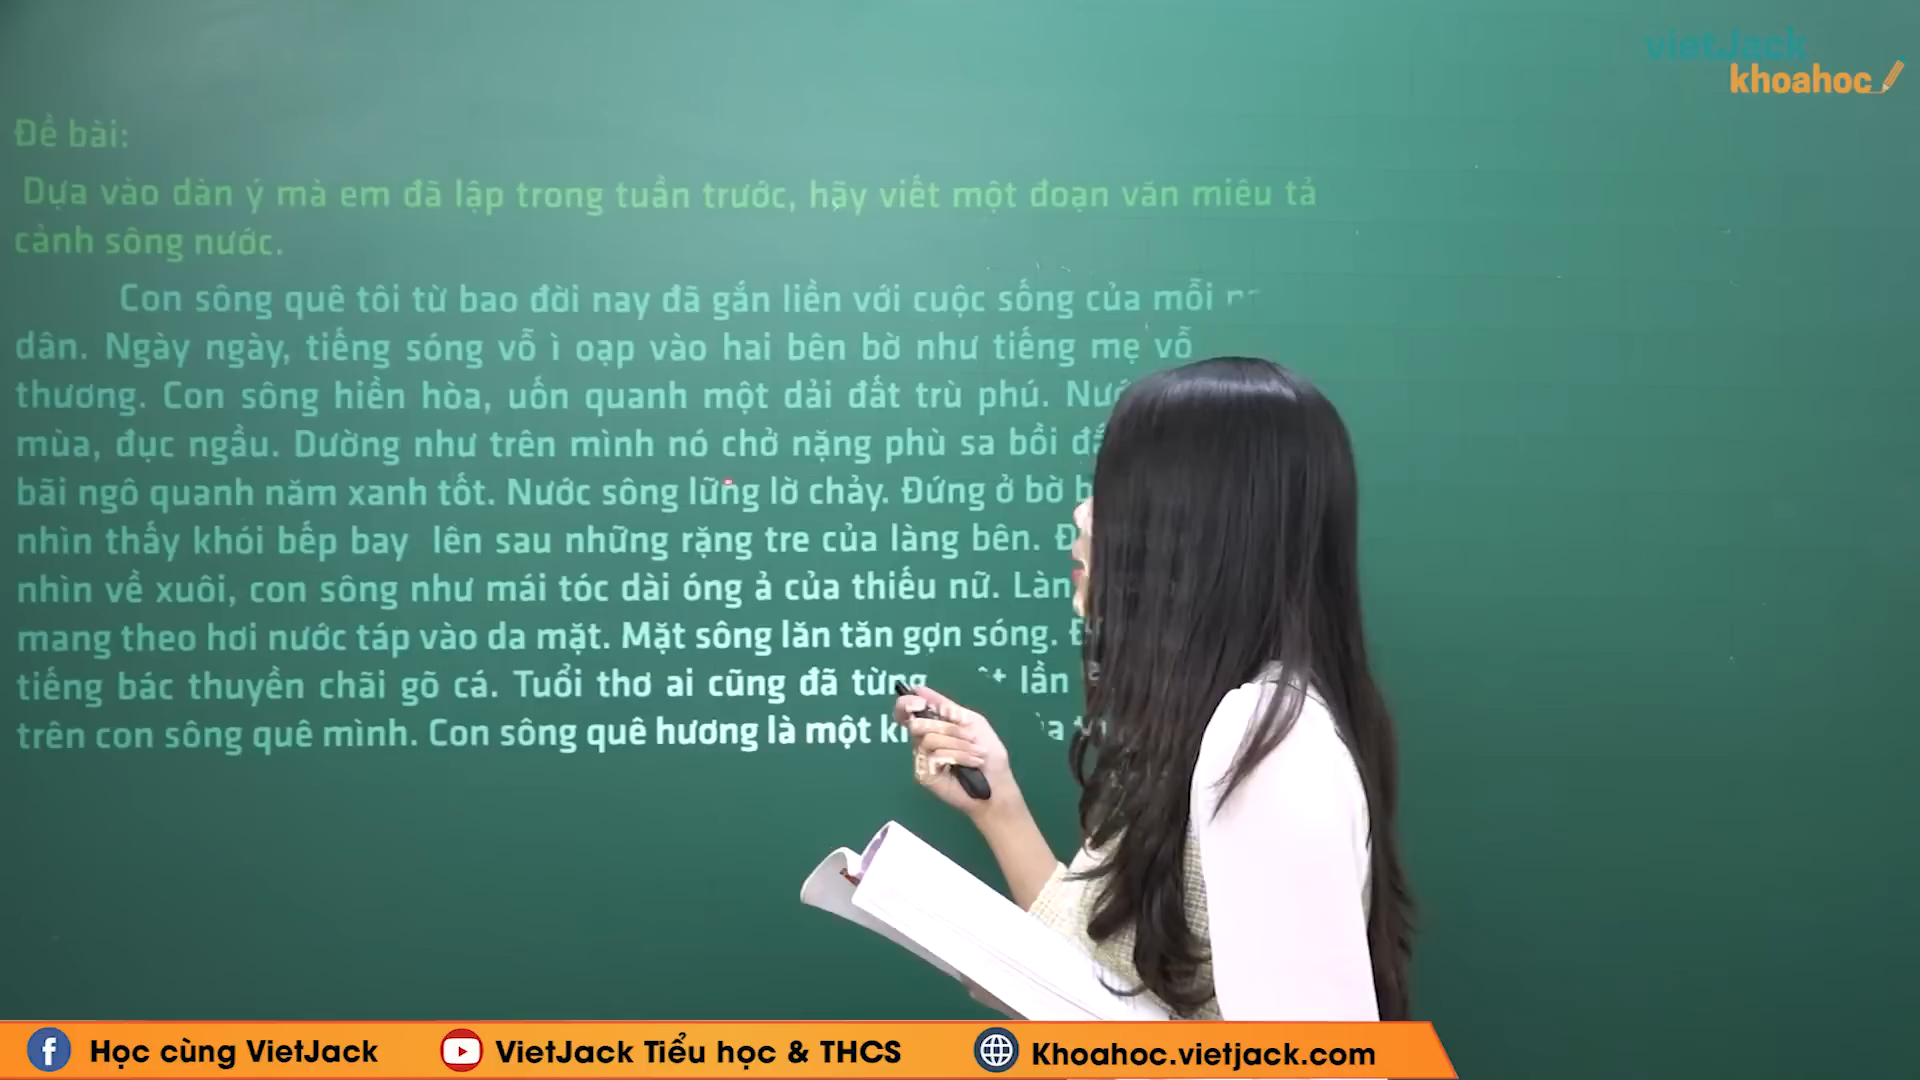 vietJack
khoahoc
Đề bài:
Dựa vào dàn ý mà em đã lập trong tuần trước, hãy viết một đoạn văn miêu tả
cảnh sông nước.
Con sông quê tôi từ bao đời nay đã gắn liền với cuộc sống của mỗi
dân. Ngày ngày, tiếng sóng vỗ ì oạp vào hai bên bờ như tiếng mẹ vỗ
thương. Con sông hiền hòa, uốn quanh một dải đất trù phú.
mùa, đục ngầu. Dường như trên mình nó chở nặng phù sa bồi
bãi ngô quanh năm xanh tốt. Nước sông lững lờ chảy. Đứng ở bờ
nhìn thấy khói bếp bay lên sau những rặng tre của làng bên.
nhìn về xuôi, con sông như mái tóc dài óng ả của thiếu nữ.
mang theo hơi nước táp vào da mặt. Mặt sông lăn tăn gợn sóng.
tiếng bác thuyền chãi gõ cá. Tuổi thơ ai cũng đã từng lần
trên con sông quê mình. Con sông quê hương là một
Học cùng VietJack
VietJack Tiểu học & THCS
Khoahoc.vietjack.com